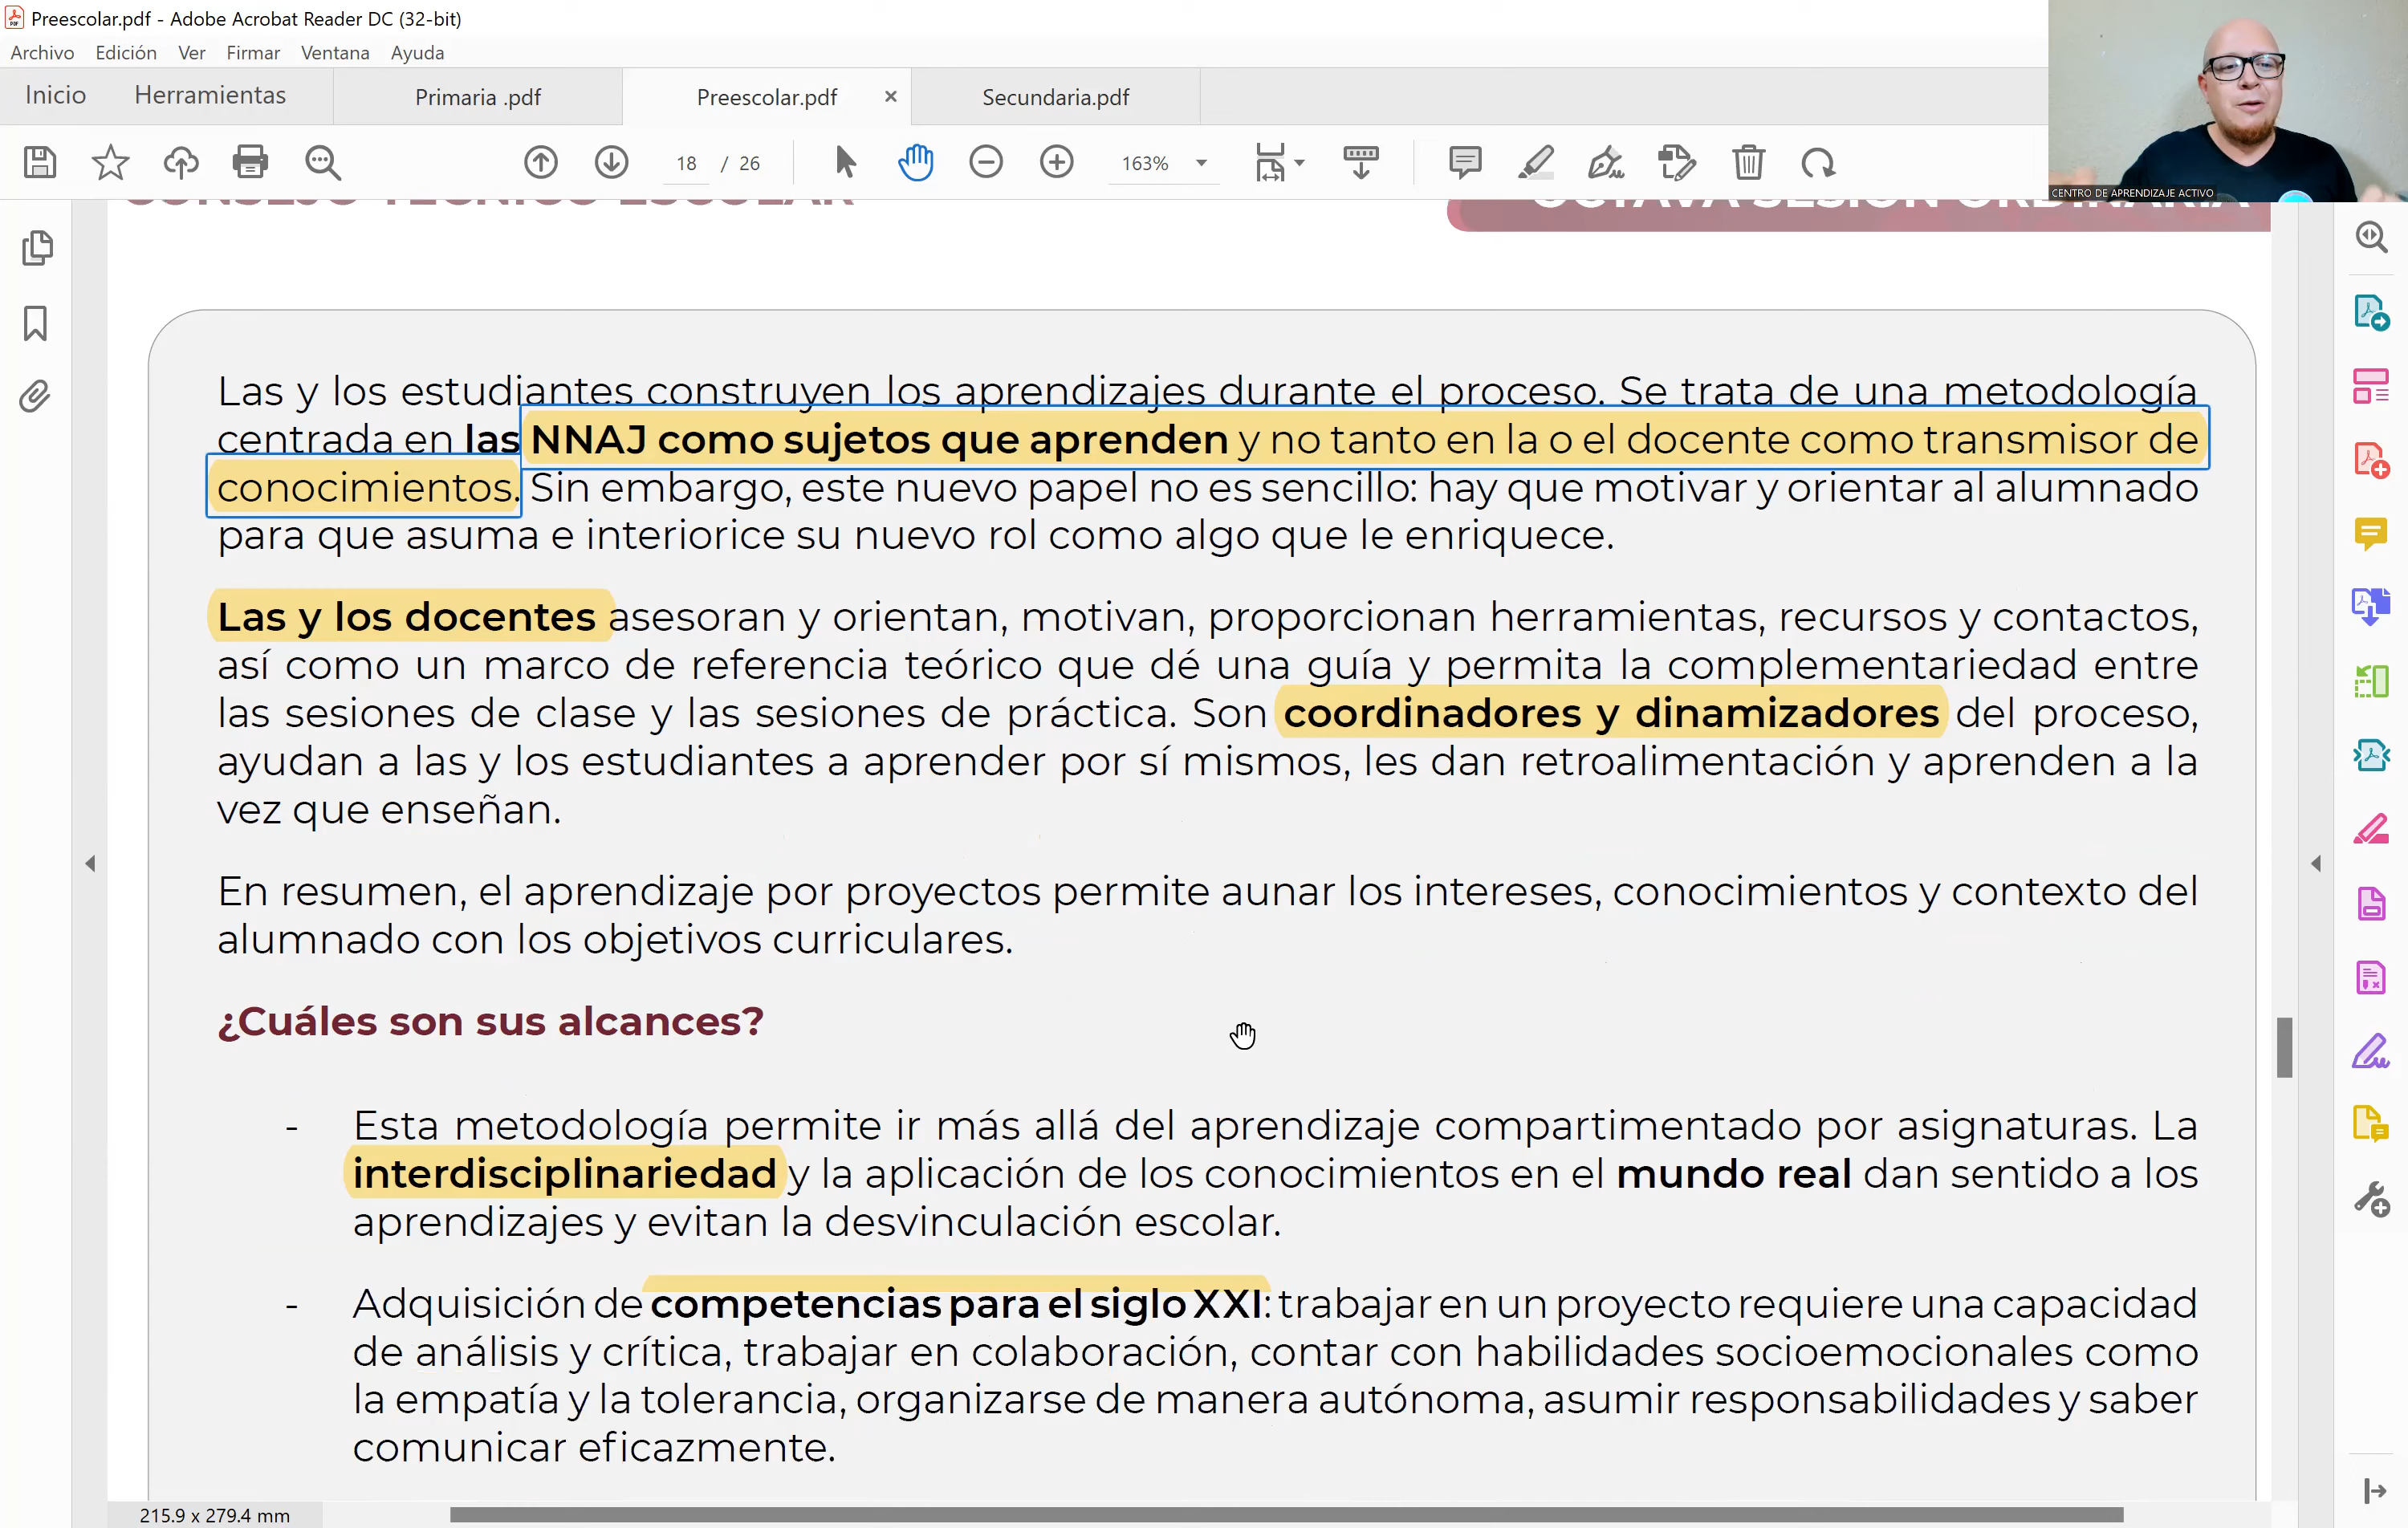 Preescolar.pdf - Adobe Acrobat Reader DC (32-bit)
Archivo Edición Ver Firmar Ventana Ayuda
Inicio Herramientas Primaria .pdf Preescolar.pdf Secundaria.pdf
18 / 26 163%
CENTRO DE APRENDIZAJE ACTIVO
CONSEJO TÉCNICO ESCOLAR OCTAVA SESIÓN ORDINARIA
Las y los estudiantes construyen los aprendizajes durante el proceso. Se trata de una metodología
centrada en las NNAJ como sujetos que aprenden y no tanto en la o el docente como transmisor de
conocimientos. Sin embargo, este nuevo papel no es sencillo: hay que motivar y orientar al alumnado
para que asuma e interiorice su nuevo rol como algo que le enriquece.
Las y los docentes asesoran y orientan, motivan, proporcionan herramientas, recursos y contactos,
así como un marco de referencia teórico que dé una guía y permita la complementariedad entre
las sesiones de clase y las sesiones de práctica. Son coordinadores y dinamizadores del proceso,
ayudan a las y los estudiantes a aprender por sí mismos, les dan retroalimentación y aprenden a la
vez que enseñan.
En resumen, el aprendizaje por proyectos permite aunar los intereses, conocimientos y contexto del
alumnado con los objetivos curriculares.
¿Cuáles son sus alcances?
- Esta metodología permite ir más allá del aprendizaje compartimentado por asignaturas. La
interdisciplinariedad y la aplicación de los conocimientos en el mundo real dan sentido a los
aprendizajes y evitan la desvinculación escolar.
- Adquisición de competencias para el siglo XXI: trabajar en un proyecto requiere una capacidad
de análisis y crítica, trabajar en colaboración, contar con habilidades socioemocionales como
la empatía y la tolerancia, organizarse de manera autónoma, asumir responsabilidades y saber
comunicar eficazmente.
215.9 x 279.4 mm